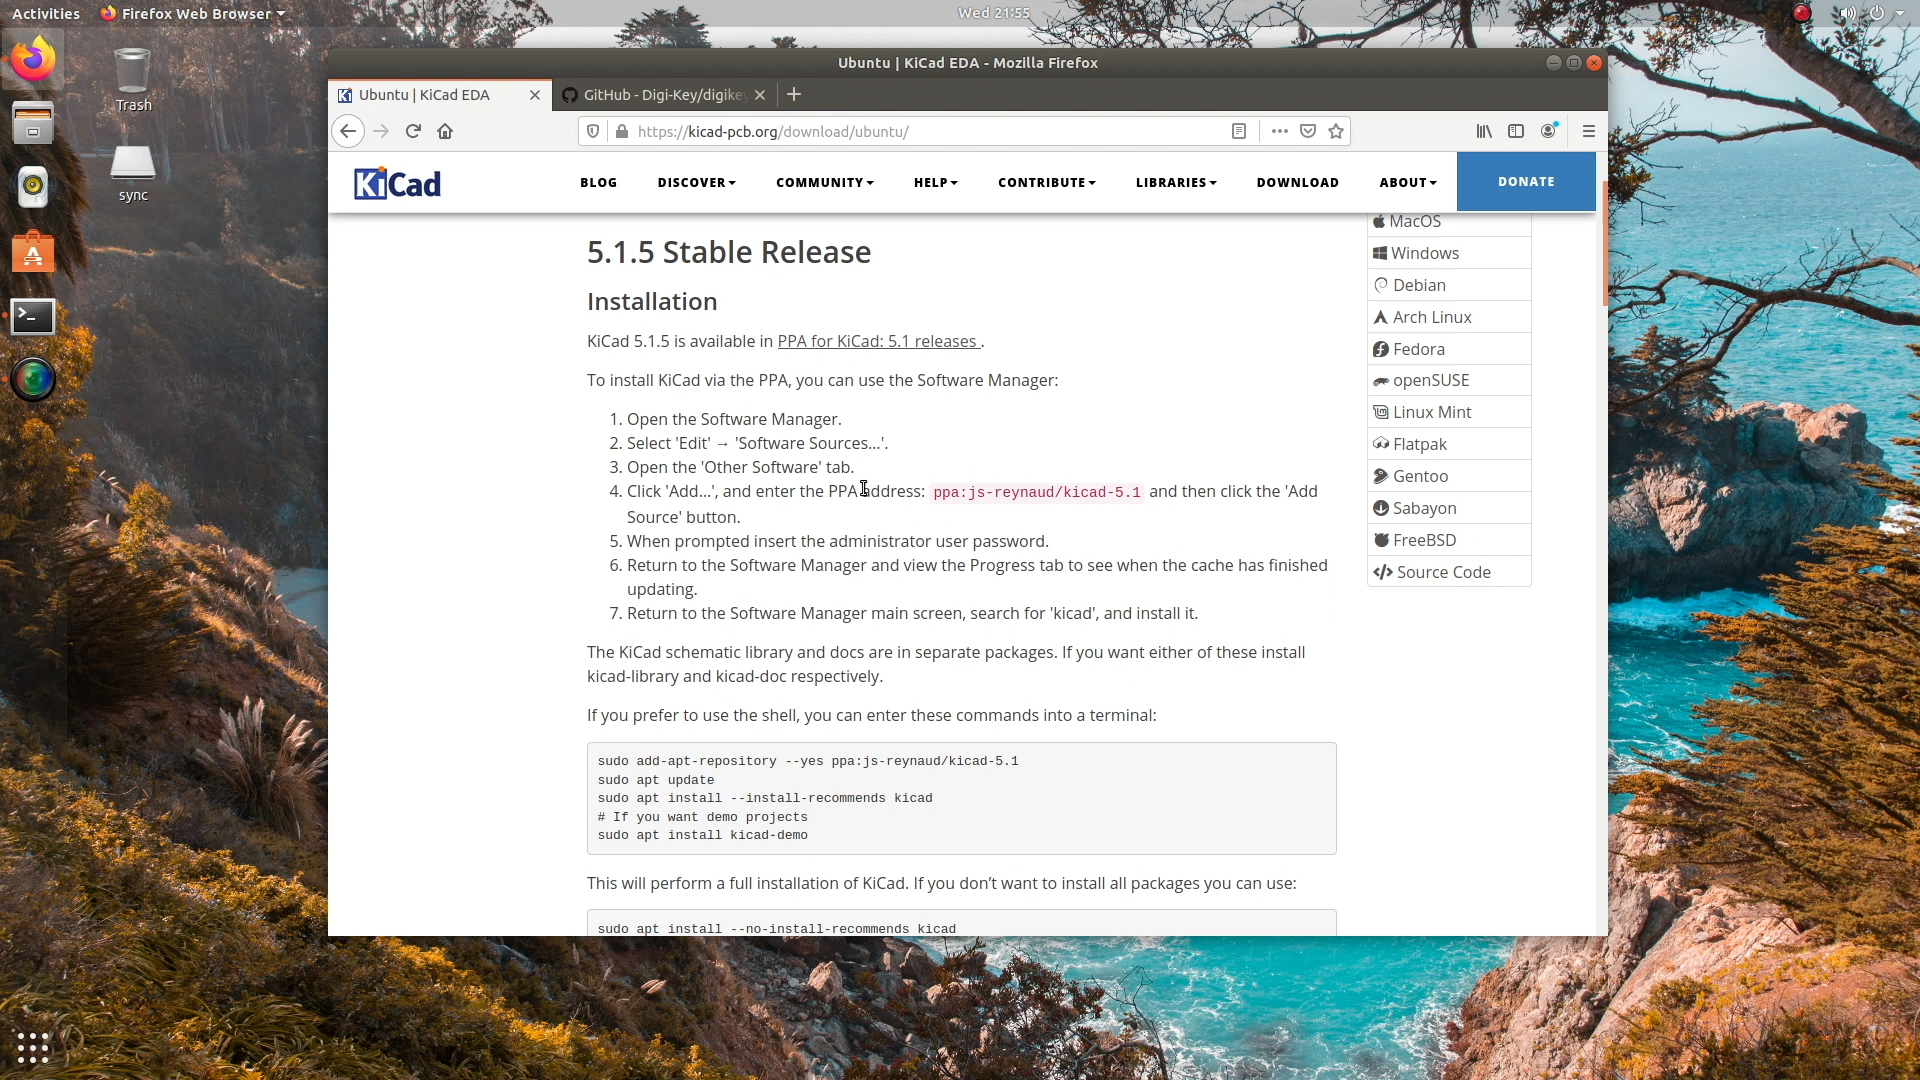 Activities
Firefox Web Browser
Wed 21:55
Trash
sync
Ubuntu | KiCad EDA - Mozilla Firefox
Ubuntu | KiCad EDA
GitHub - Digi-Key/digikey
https://kicad-pcb.org/download/ubuntu/
KiCad
BLOG
DISCOVER
COMMUNITY
HELP
CONTRIBUTE
LIBRARIES
DOWNLOAD
ABOUT
DONATE
5.1.5 Stable Release
Installation
KiCad 5.1.5 is available in PPA for KiCad: 5.1 releases .
To install KiCad via the PPA, you can use the Software Manager:
1. Open the Software Manager.
2. Select 'Edit' → 'Software Sources…'.
3. Open the 'Other Software' tab.
4. Click 'Add…', and enter the PPA address: ppa:js-reynaud/kicad-5.1 and then click the 'Add
Source' button.
5. When prompted insert the administrator user password.
6. Return to the Software Manager and view the Progress tab to see when the cache has finished
updating.
7. Return to the Software Manager main screen, search for 'kicad', and install it.
The KiCad schematic library and docs are in separate packages. If you want either of these install
kicad-library and kicad-doc respectively.
If you prefer to use the shell, you can enter these commands into a terminal:
sudo add-apt-repository --yes ppa:js-reynaud/kicad-5.1
sudo apt update
sudo apt install --install-recommends kicad
# If you want demo projects
sudo apt install kicad-demo
This will perform a full installation of KiCad. If you don’t want to install all packages you can use:
sudo apt install --no-install-recommends kicad
MacOS
Windows
Debian
Arch Linux
Fedora
openSUSE
Linux Mint
Flatpak
Gentoo
Sabayon
FreeBSD
Source Code